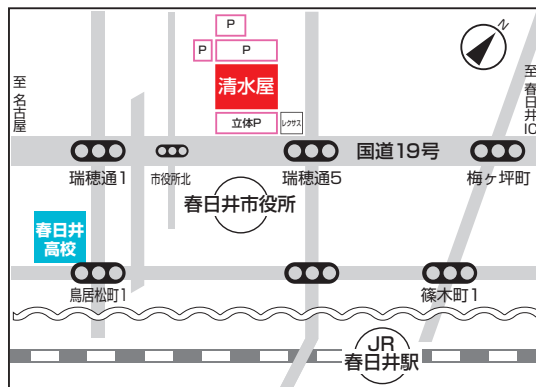 P
N
P
P
至 名古屋
清水屋
至 春日井IC
立体P
レクサス
国道19号
瑞穂通1
市役所北
瑞穂通5
梅ヶ坪町
春日井市役所
春日井
高校
鳥居松町1
篠木町1
JR
春日井駅